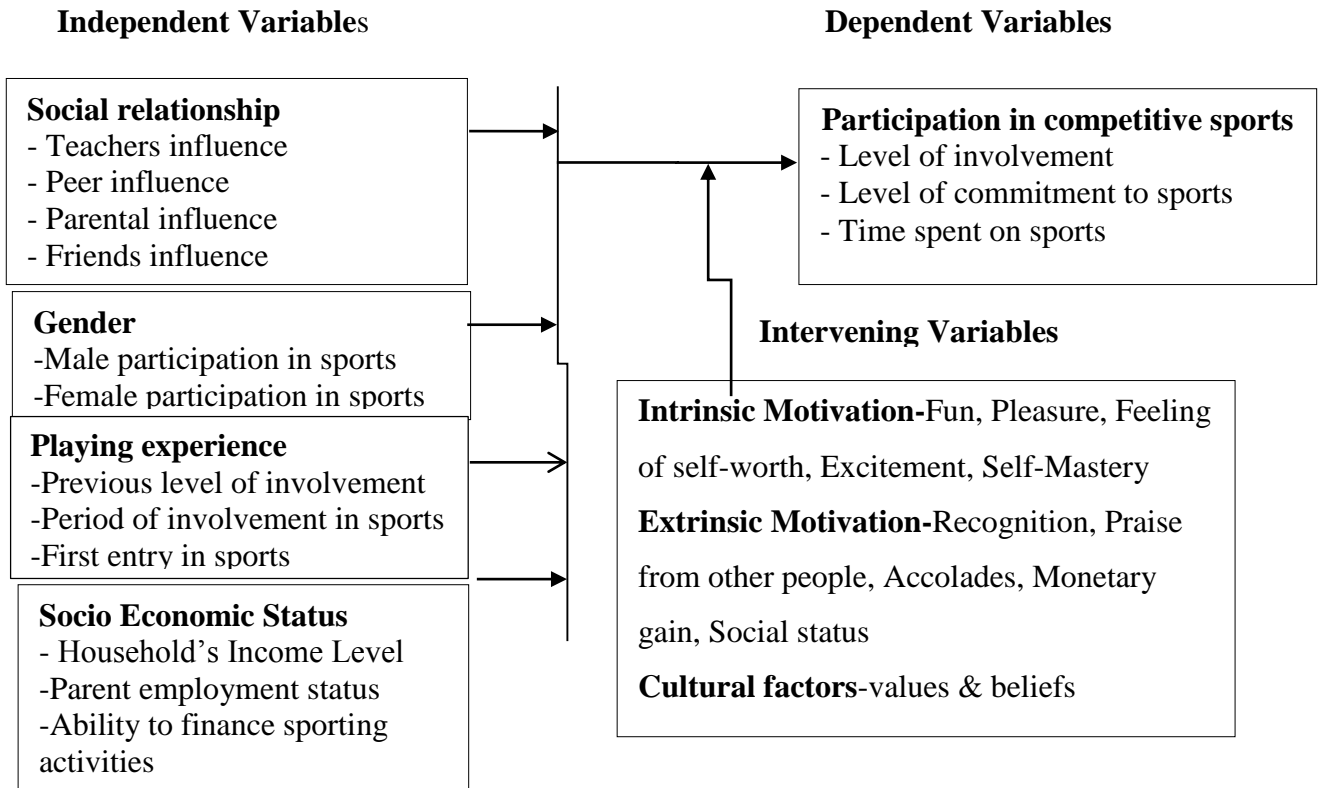 Independent Variables
Dependent Variables
Social relationship
- Teachers influence
- Peer influence
- Parental influence
- Friends influence
Gender
-Male participation in sports
-Female participation in sports
Playing experience
-Previous level of involvement
-Period of involvement in sports
-First entry in sports
Socio Economic Status
- Household’s Income Level
-Parent employment status
-Ability to finance sporting
activities
Participation in competitive sports
- Level of involvement
- Level of commitment to sports
- Time spent on sports
Intervening Variables
Intrinsic Motivation-Fun, Pleasure, Feeling
of self-worth, Excitement, Self-Mastery
Extrinsic Motivation-Recognition, Praise
from other people, Accolades, Monetary
gain, Social status
Cultural factors-values & beliefs